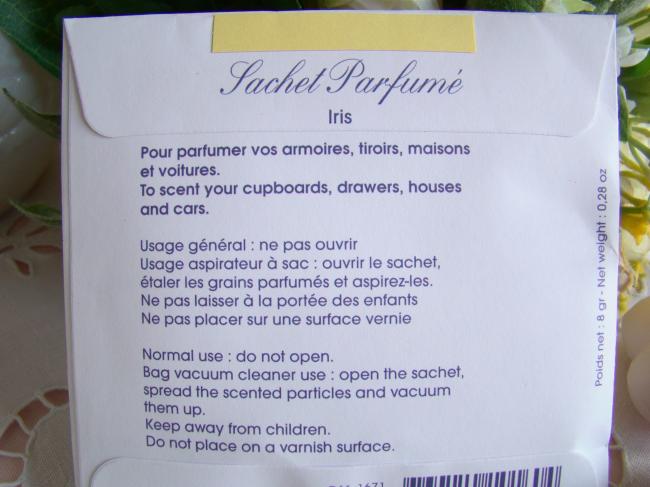 Sachet Parfumé
Iris
Pour parfumer vos armoires, tiroirs, maisons
et voitures.
To scent your cupboards, drawers, houses
and cars.
Usage général : ne pas ouvrir
Usage aspirateur à sac : ouvrir le sachet,
étaler les grains parfumés et aspirez-les.
Ne pas laisser à la portée des enfants
Ne pas placer sur une surface vernie
Normal use : do not open.
Bag vacuum cleaner use : open the sachet,
spread the scented particles and vacuum
them up.
Keep away from children.
Do not place on a varnish surface.
Poids net : 8 gr - Net weight : 0,28 oz